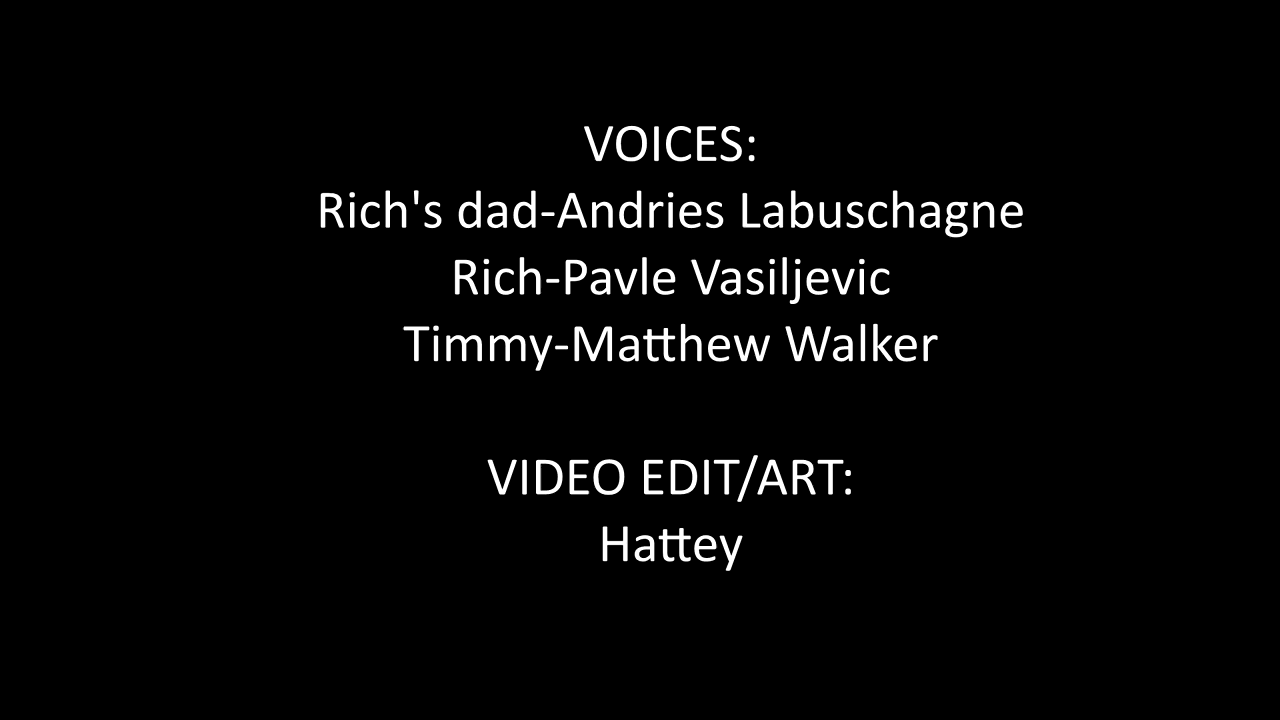 VOICES:
Rich's dad-Andries Labuschagne
Rich-Pavle Vasiljevic
Timmy-Matthew Walker
VIDEO EDIT/ART:
Hattey